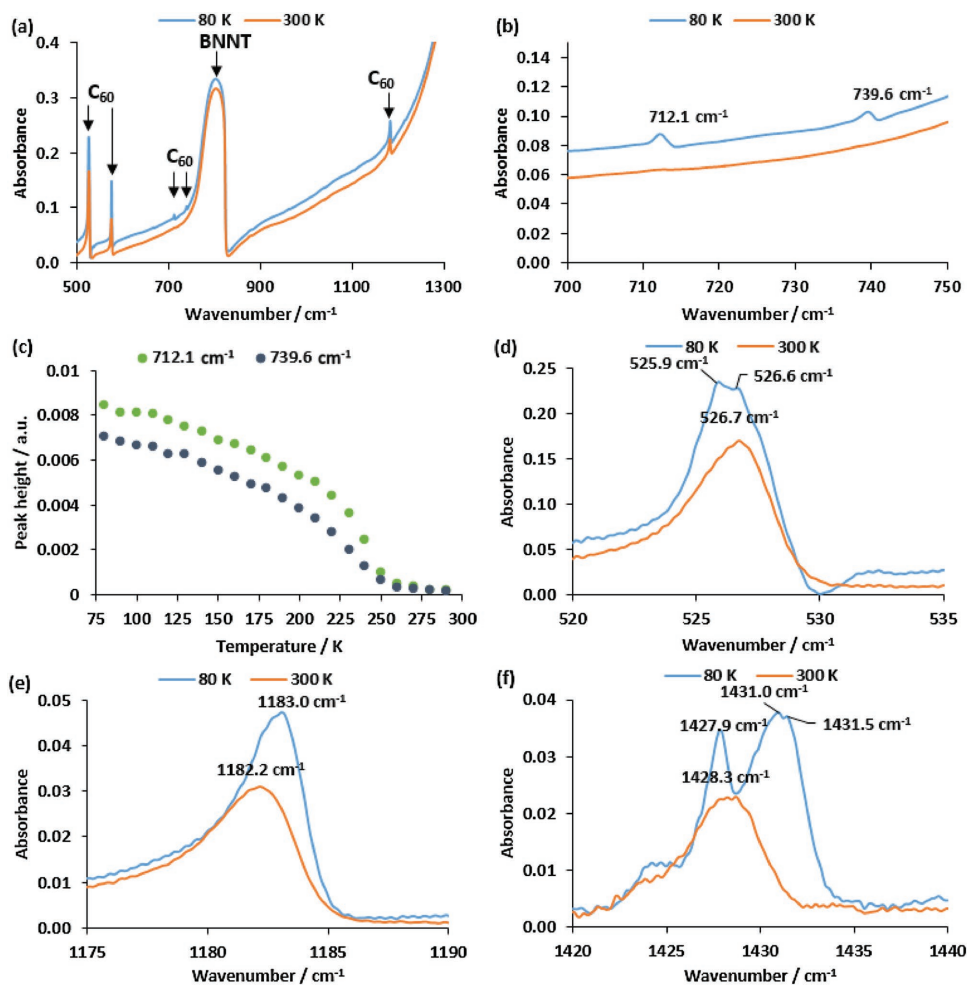 (a)
80 K 300 K
BNNT
C60
C60
C60
Absorbance
0.4
0.3
0.2
0.1
0.0
500 700 900 1100 1300
Wavenumber / cm-1
(b)
80 K 300 K
712.1 cm-1
739.6 cm-1
Absorbance
0.14
0.12
0.10
0.08
0.06
0.04
0.02
0.00
700 710 720 730 740 750
Wavenumber / cm-1
(c)
712.1 cm-1 739.6 cm-1
Peak height / a.u.
0.01
0.008
0.006
0.004
0.002
0
75 100 125 150 175 200 225 250 275 300
Temperature / K
(d)
80 K 300 K
525.9 cm-1
526.6 cm-1
526.7 cm-1
Absorbance
0.25
0.20
0.15
0.10
0.05
0.00
520 525 530 535
Wavenumber / cm-1
(e)
80 K 300 K
1183.0 cm-1
1182.2 cm-1
Absorbance
0.05
0.04
0.03
0.02
0.01
0.00
1175 1180 1185 1190
Wavenumber / cm-1
(f)
80 K 300 K
1431.0 cm-1
1427.9 cm-1
1431.5 cm-1
1428.3 cm-1
Absorbance
0.04
0.03
0.02
0.01
0.00
1420 1425 1430 1435 1440
Wavenumber / cm-1